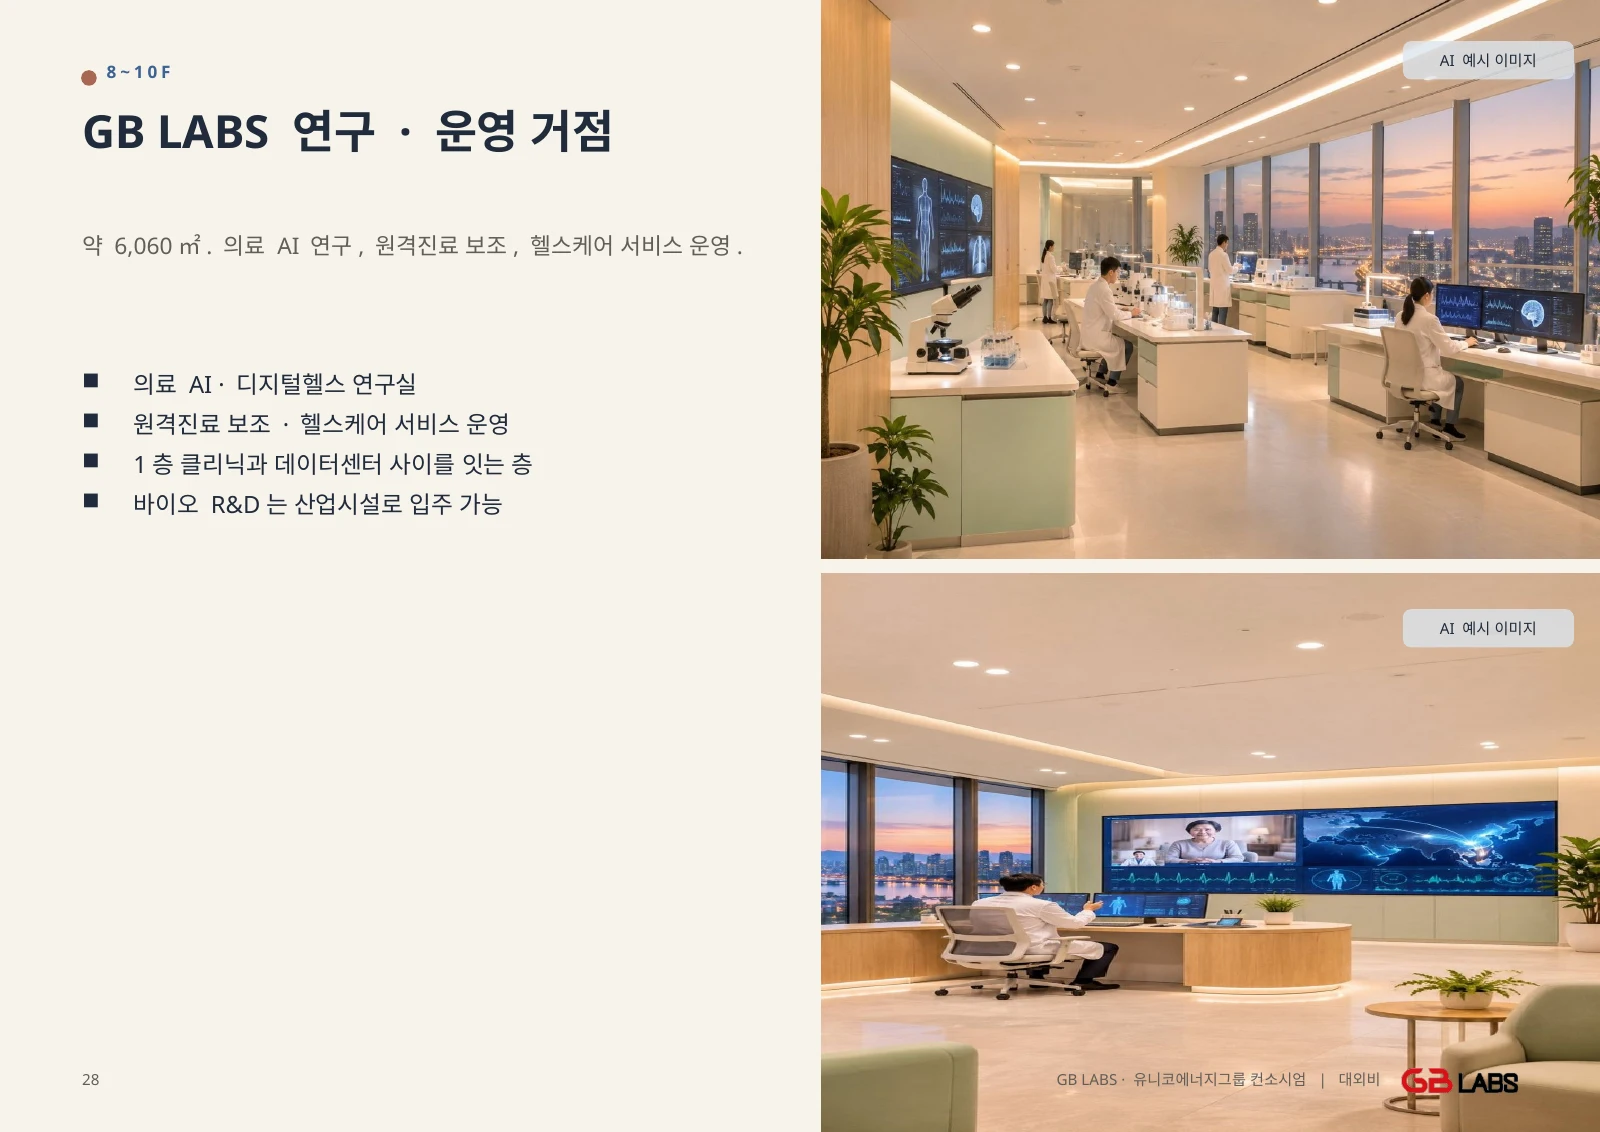 8~10F
GB LABS 연구 · 운영 거점
약 6,060 ㎡. 의료 AI 연구, 원격진료 보조, 헬스케어 서비스 운영.
■ 의료 AI · 디지털헬스 연구실
■ 원격진료 보조 · 헬스케어 서비스 운영
■ 1층 클리닉과 데이터센터 사이를 잇는 층
■ 바이오 R&D는 산업시설로 입주 가능
AI 예시 이미지
AI 예시 이미지
28
GB LABS · 유니코에너지그룹 컨소시엄 | 대외비
GB LABS